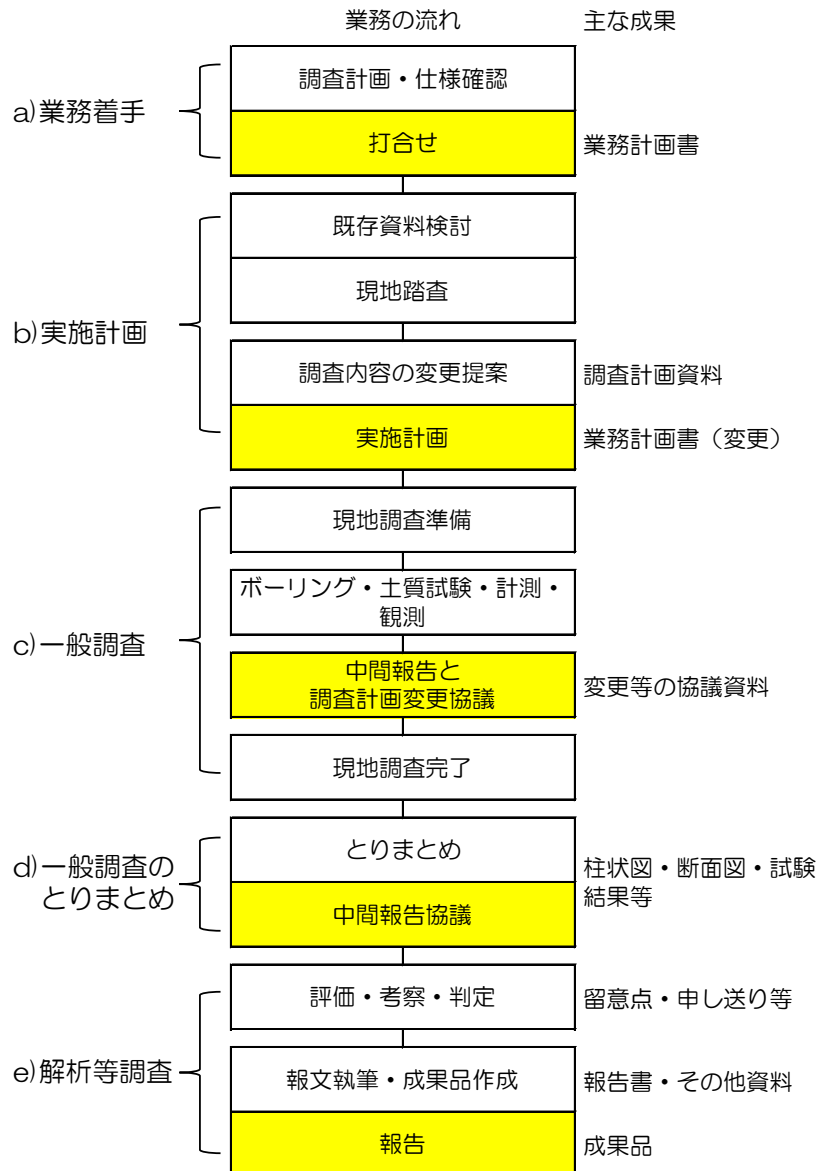 業務の流れ 主な成果
a)業務着手
調査計画・仕様確認
打合せ 業務計画書
b)実施計画
既存資料検討
現地踏査
調査内容の変更提案 調査計画資料
実施計画 業務計画書（変更）
c)一般調査
現地調査準備
ボーリング・土質試験・計測・
観測
中間報告と
調査計画変更協議
変更等の協議資料
現地調査完了
d)一般調査の
とりまとめ
とりまとめ
中間報告協議
柱状図・断面図・試験
結果等
e)解析等調査
評価・考察・判定 留意点・申し送り等
報文執筆・成果品作成 報告書・その他資料
報告 成果品